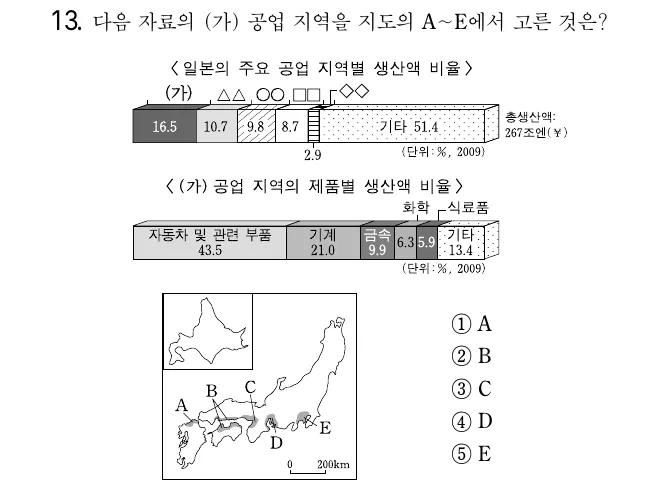 13. 다음 자료의 (가) 공업 지역을 지도의 A~E에서 고른 것은?
<일본의 주요 공업 지역별 생산액 비율>
(가) △△ ○○ □□ ◇◇
16.5 10.7 9.8 8.7 기타 51.4
2.9
총생산액:
267조엔(￥)
(단위:%, 2009)
<(가) 공업 지역의 제품별 생산액 비율>
화학 식료품
자동차 및 관련 부품 기계 금속 기타
43.5 21.0 9.9 6.3 5.9 13.4
(단위:%, 2009)
A B C D E
0 200km
① A
② B
③ C
④ D
⑤ E